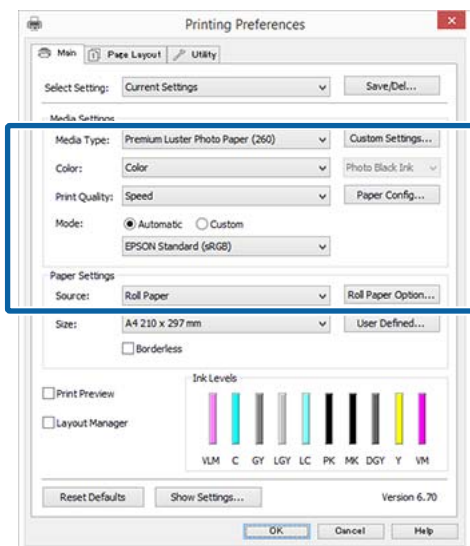 Printing Preferences
Main Page Layout Utility
Select Setting: Current Settings Save/Del...
Media Settings
Media Type: Premium Luster Photo Paper (260) Custom Settings...
Color: Color Photo Black Ink
Print Quality: Speed Paper Config...
Mode: Automatic Custom
EPSON Standard (sRGB)
Paper Settings
Source: Roll Paper Roll Paper Option...
Size: A4 210 x 297 mm User Defined...
Borderless
Ink Levels
Print Preview
Layout Manager
VLM C GY LGY LC PK MK DGY Y VM
Reset Defaults Show Settings... Version 6.70
OK Cancel Help